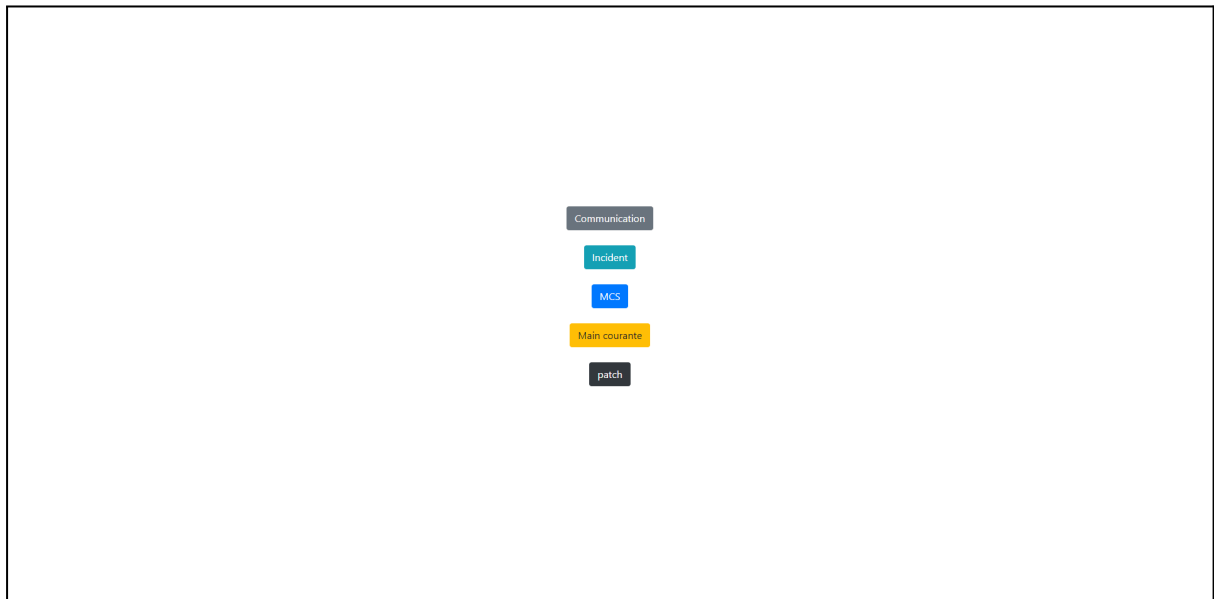 Communication
Incident
MCS
Main courante
patch